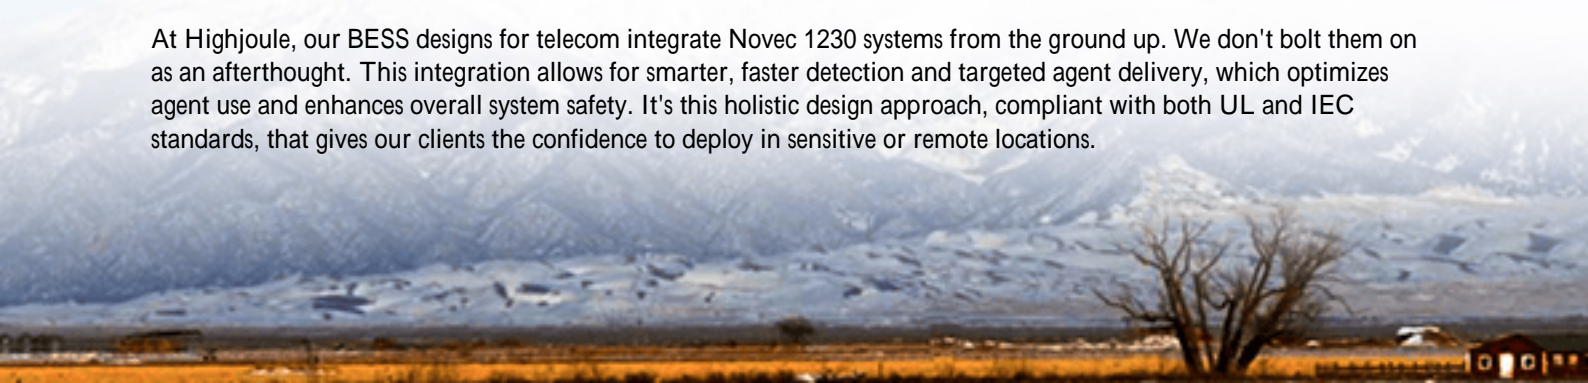 At Highjoule, our BESS designs for telecom integrate Novec 1230 systems from the ground up. We don't bolt them on
as an afterthought. This integration allows for smarter, faster detection and targeted agent delivery, which optimizes
agent use and enhances overall system safety. It's this holistic design approach, compliant with both UL and IEC
standards, that gives our clients the confidence to deploy in sensitive or remote locations.